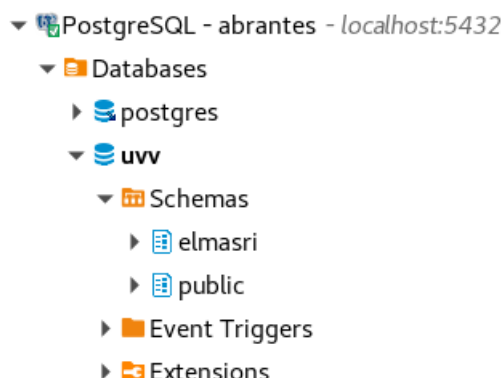 PostgreSQL - abrantes - localhost:5432
Databases
postgres
uvv
Schemas
elmasri
public
Event Triggers
Extensions